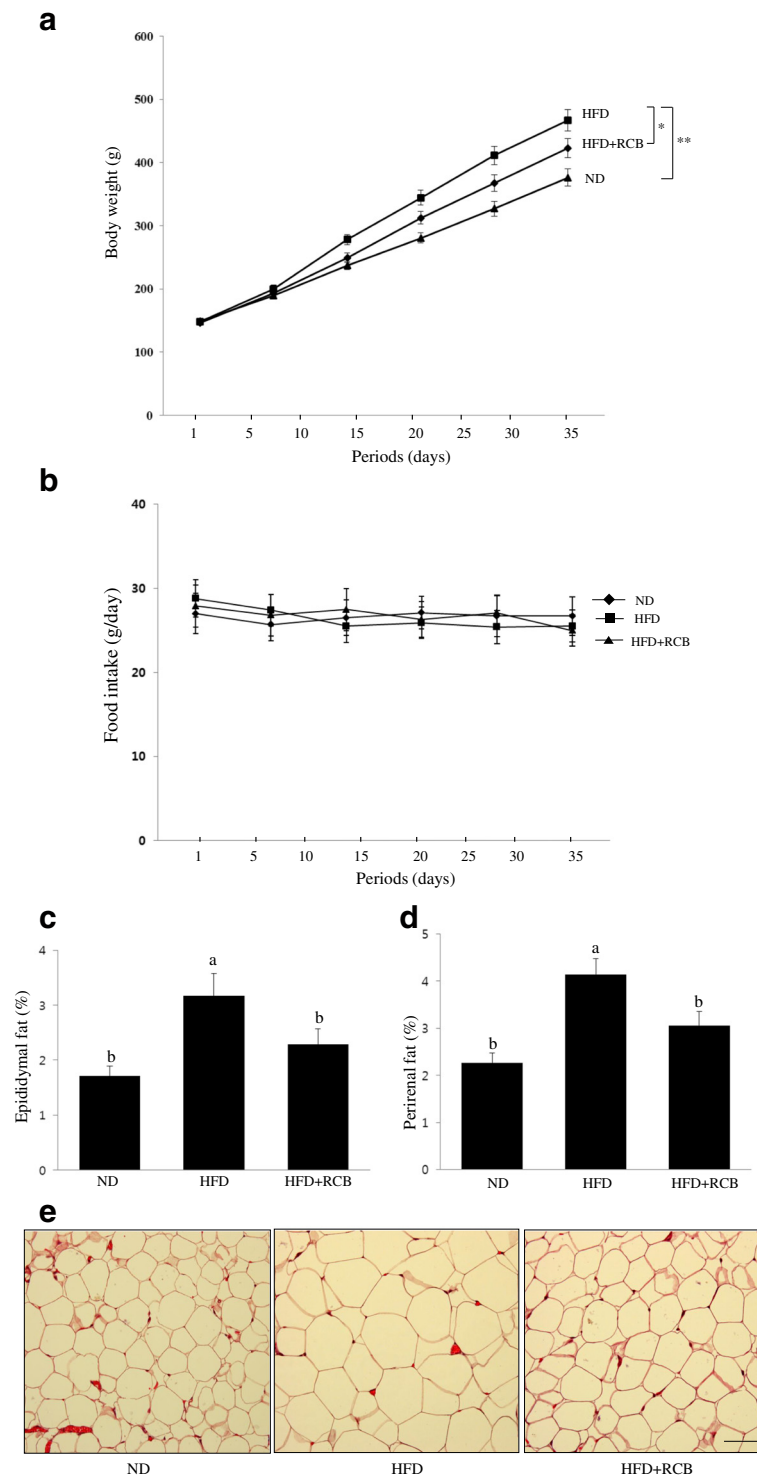 a
600
500
400
300
200
100
0
Body weight (g)
HFD
HFD+RCB
ND
*
**
1 5 10 15 20 25 30 35
Periods (days)
b
40
30
20
10
0
Food intake (g/day)
ND
HFD
HFD+RCB
1 5 10 15 20 25 30 35
Periods (days)
c
4
3
2
1
0
Epididymal fat (%)
b
a
b
ND HFD HFD+RCB
d
5
4
3
2
1
0
Perirenal fat (%)
b
a
b
ND HFD HFD+RCB
e
ND HFD HFD+RCB